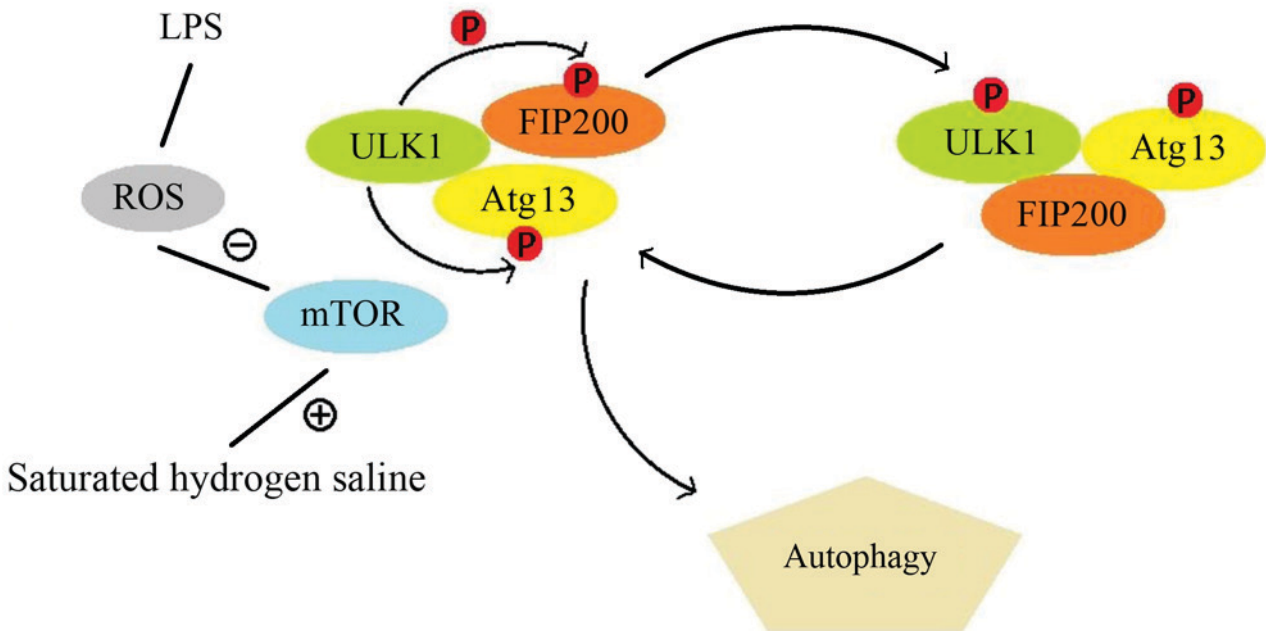 LPS
ROS
−
mTOR
+
Saturated hydrogen saline
P
P
FIP200
ULK1
Atg13
P
P
P
ULK1
Atg13
FIP200
Autophagy